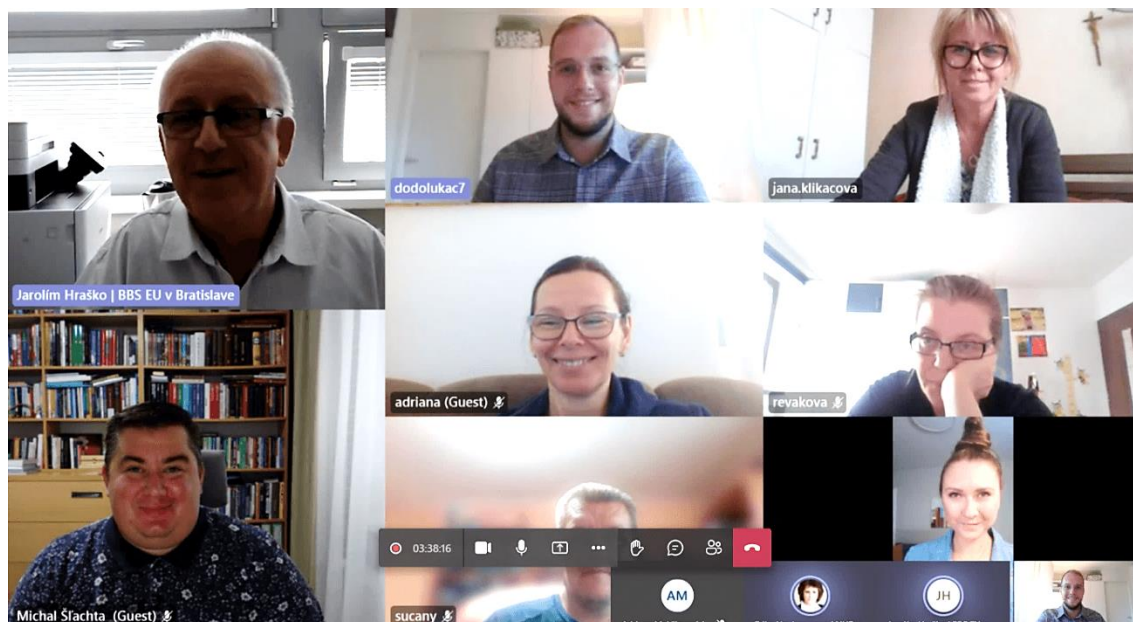 dodolukac7
jana.klikacova
Jarolím Hraško | BBS EU v Bratislave
adriana (Guest)
revakova
03:38:16
Michal Šľachta (Guest)
sucany
AM
JH